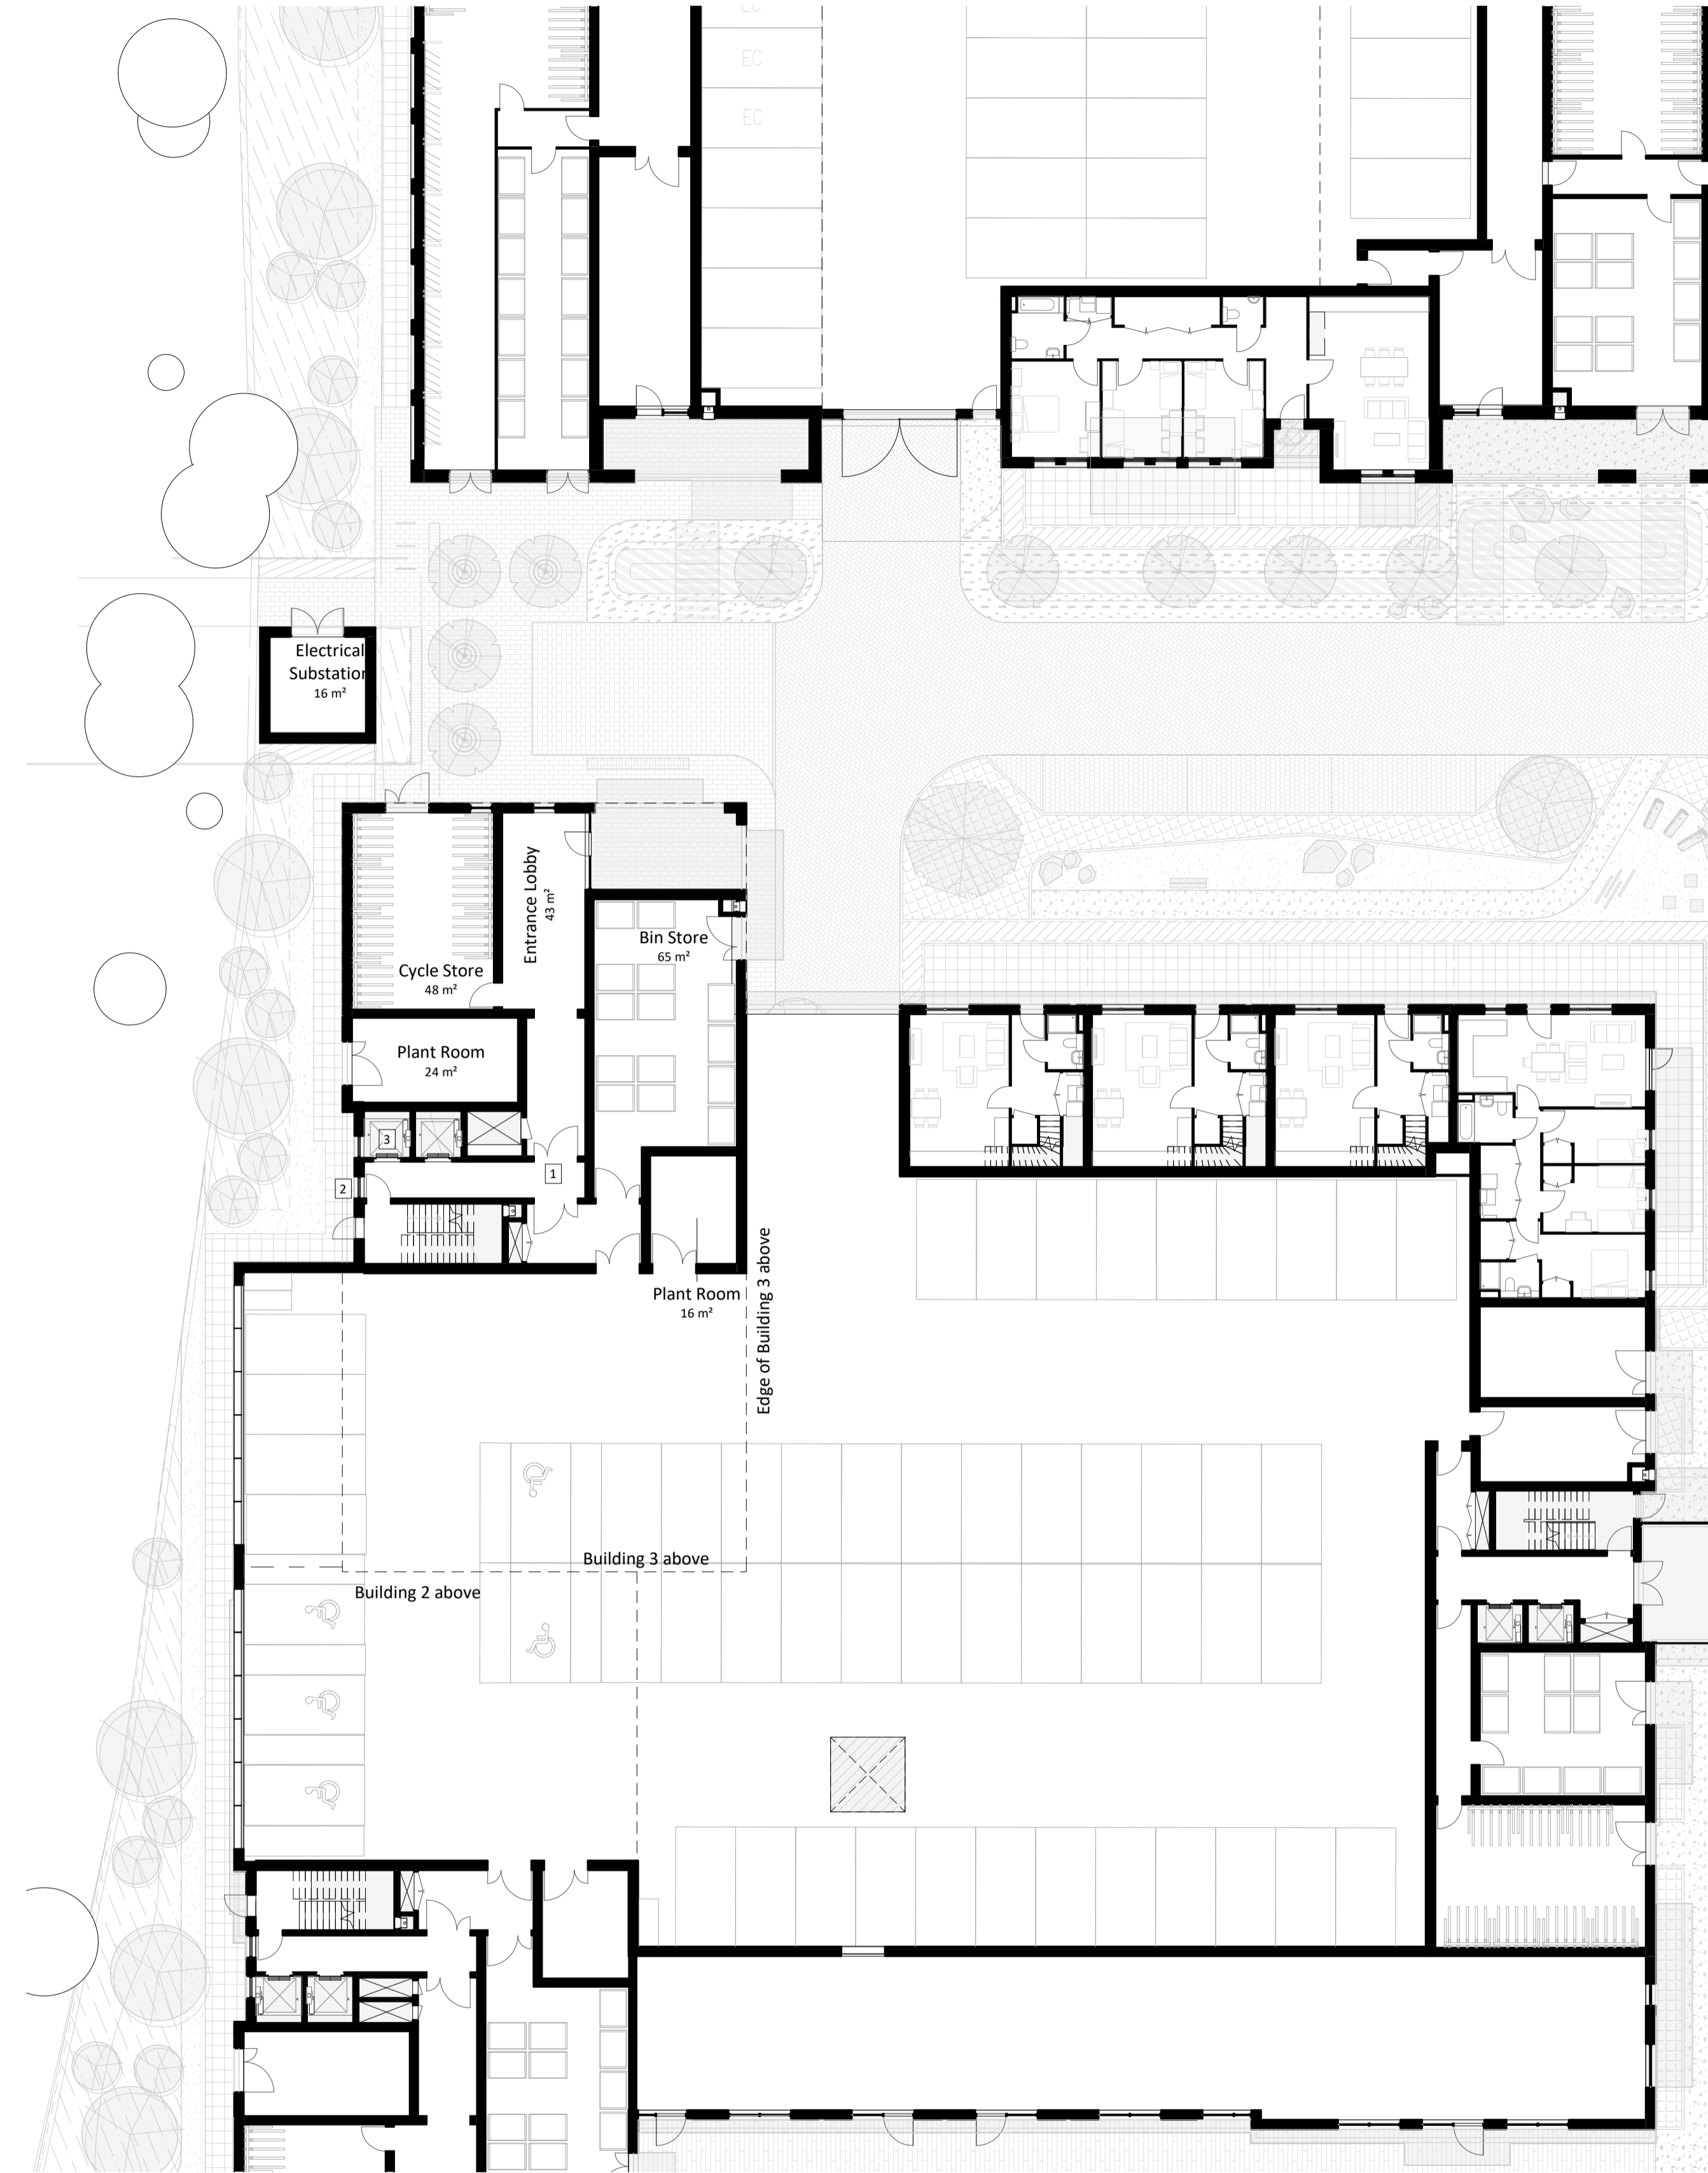 EC
EC
EC
Electrical
Substation
16 m²
Entrance Lobby
43 m²
Bin Store
65 m²
Cycle Store
48 m²
Plant Room
24 m²
3
1
2
Plant Room
16 m²
Edge of Building 3 above
Building 3 above
Building 2 above